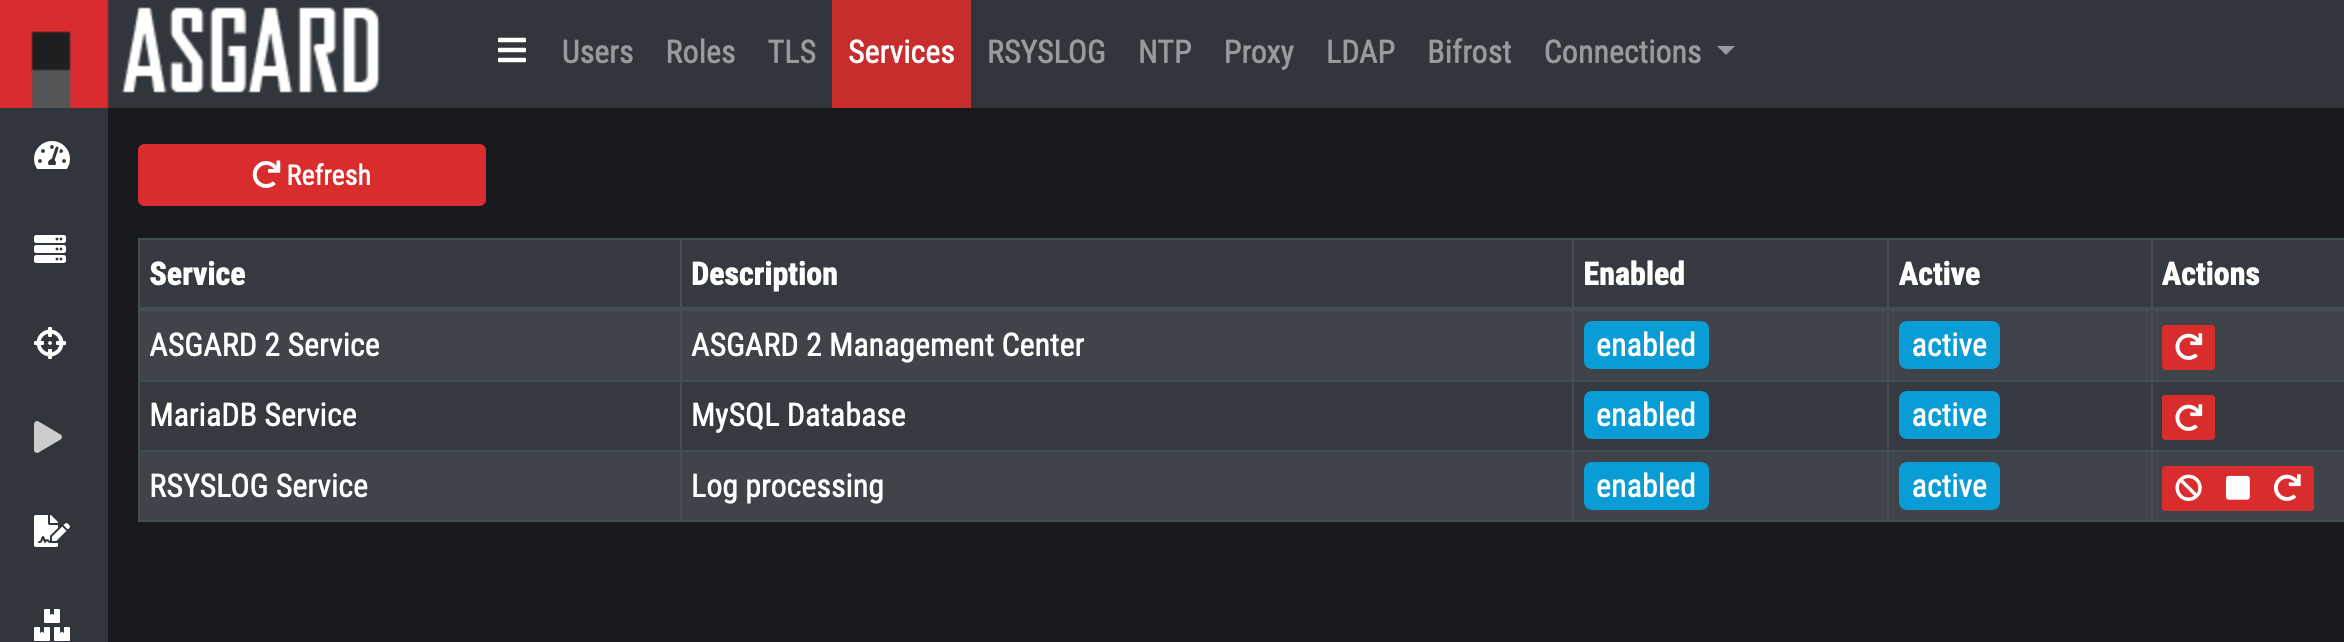 ASGARD
Users Roles TLS Services RSYSLOG NTP Proxy LDAP Bifrost Connections
Refresh
Service Description Enabled Active Actions
ASGARD 2 Service ASGARD 2 Management Center enabled active
MariaDB Service MySQL Database enabled active
RSYSLOG Service Log processing enabled active